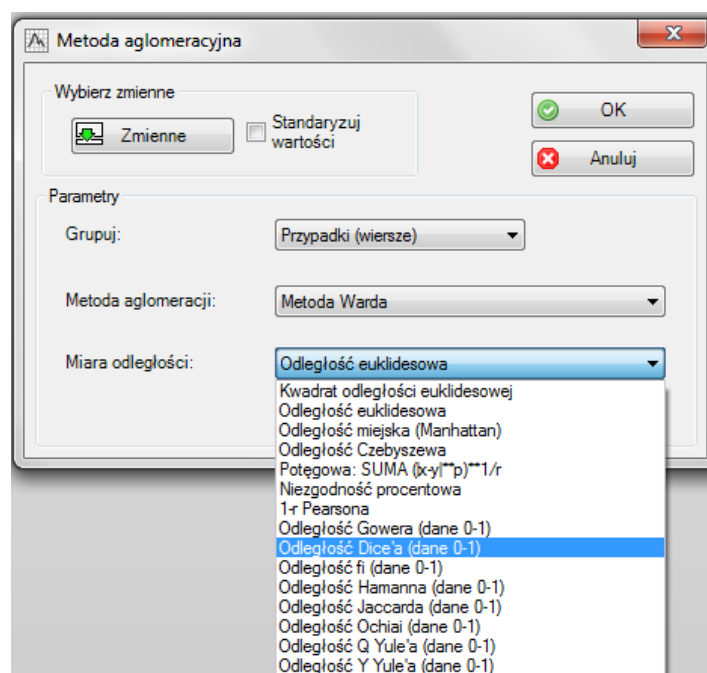 Metoda aglomeracyjna
Wybierz zmienne
Zmienne
Standaryzuj
wartości
OK
Anuluj
Parametry
Grupuj:
Przypadki (wiersze)
Metoda aglomeracji:
Metoda Warda
Miara odległości:
Odległość euklidesowa
Kwadrat odległości euklidesowej
Odległość euklidesowa
Odległość miejska (Manhattan)
Odległość Czebyszewa
Potęgowa: SUMA (|x-y|**p)**1/r
Niezgodność procentowa
1-r Pearsona
Odległość Gowera (dane 0-1)
Odległość Dice'a (dane 0-1)
Odległość fi (dane 0-1)
Odległość Hamanna (dane 0-1)
Odległość Jaccarda (dane 0-1)
Odległość Ochiai (dane 0-1)
Odległość Q Yule'a (dane 0-1)
Odległość Y Yule'a (dane 0-1)